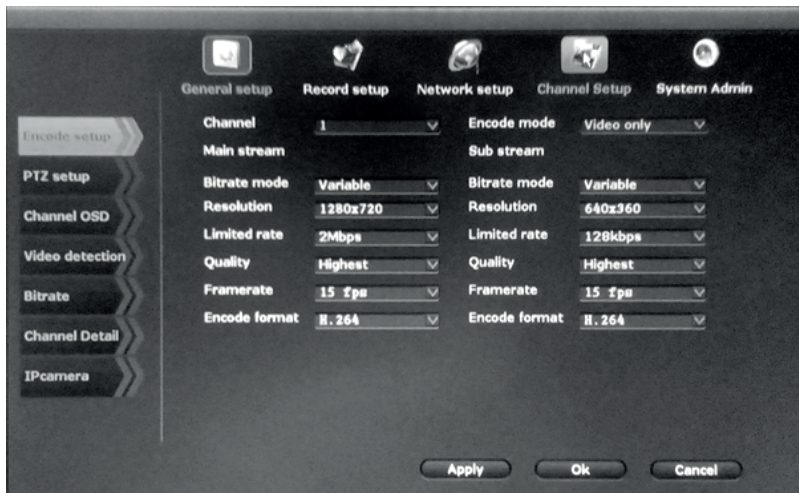 General setup Record setup Network setup Channel Setup System Admin
Encode setup
PTZ setup
Channel OSD
Video detection
Bitrate
Channel Detail
IPcamera
Channel 1 Encode mode Video only
Main stream Sub stream
Bitrate mode Variable Bitrate mode Variable
Resolution 1280x720 Resolution 640x360
Limited rate 2Mbps Limited rate 128kbps
Quality Highest Quality Highest
Framerate 15 fps Framerate 15 fps
Encode format H.264 Encode format H.264
Apply Ok Cancel